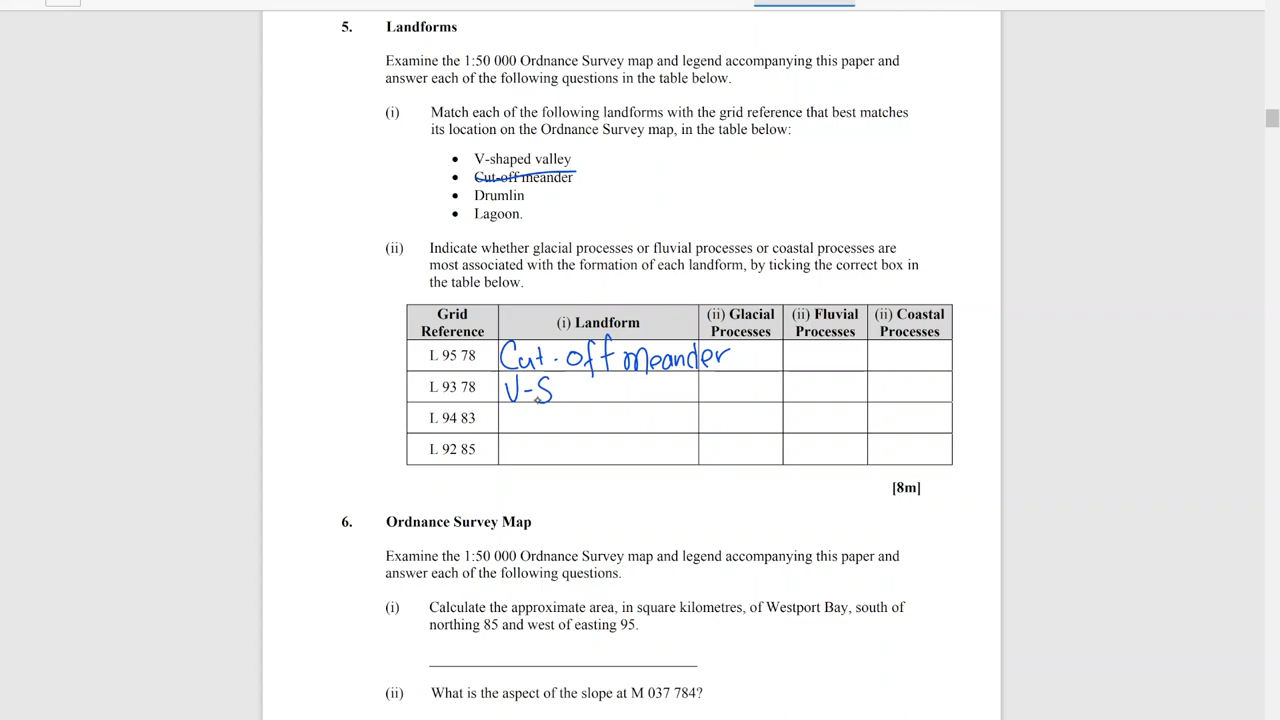 5. Landforms
Examine the 1:50 000 Ordnance Survey map and legend accompanying this paper and
answer each of the following questions in the table below.
(i) Match each of the following landforms with the grid reference that best matches
its location on the Ordnance Survey map, in the table below:
• V-shaped valley
• Cut-off meander
• Drumlin
• Lagoon.
(ii) Indicate whether glacial processes or fluvial processes or coastal processes are
most associated with the formation of each landform, by ticking the correct box in
the table below.
Grid Reference (i) Landform (ii) Glacial Processes (ii) Fluvial Processes (ii) Coastal Processes
L 95 78 Cut-off meander
L 93 78 V-S
L 94 83
L 92 85
[8m]
6. Ordnance Survey Map
Examine the 1:50 000 Ordnance Survey map and legend accompanying this paper and
answer each of the following questions.
(i) Calculate the approximate area, in square kilometres, of Westport Bay, south of
northing 85 and west of easting 95.
(ii) What is the aspect of the slope at M 037 784?